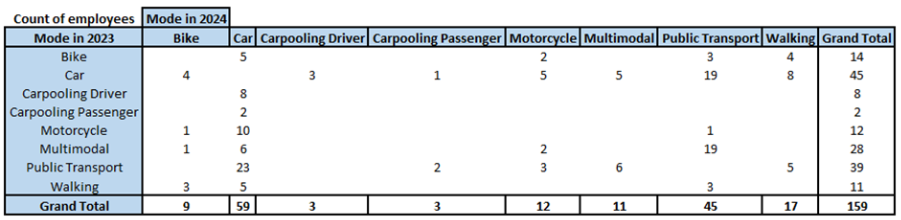 Count of employees Mode in 2024
Mode in 2023 Bike Car Carpooling Driver Carpooling Passenger Motorcycle Multimodal Public Transport Walking Grand Total
Bike 5 2 3 4 14
Car 4 3 1 5 5 19 8 45
Carpooling Driver 8 8
Carpooling Passenger 2 2
Motorcycle 1 10 1 12
Multimodal 1 6 2 19 28
Public Transport 23 2 3 6 5 39
Walking 3 5 3 11
Grand Total 9 59 3 3 12 11 45 17 159